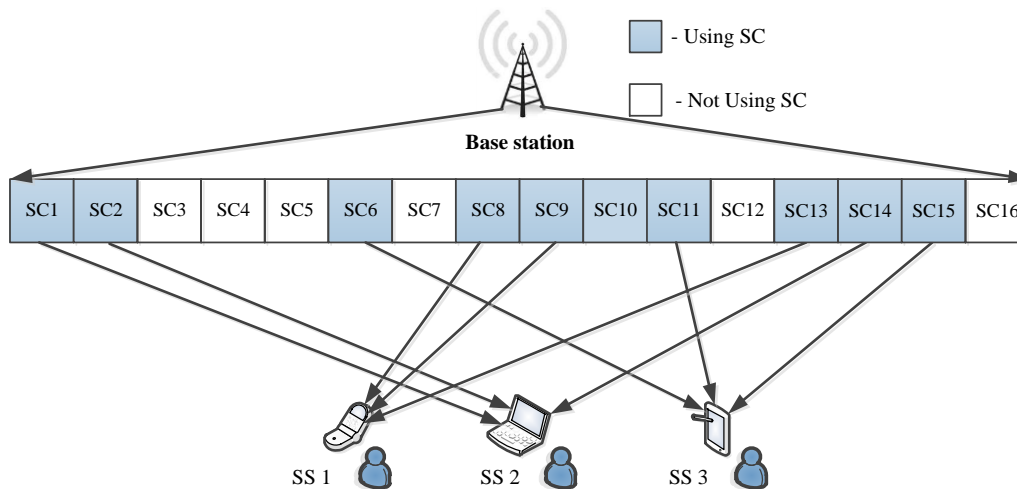 - Using SC
- Not Using SC
Base station
SC1 SC2 SC3 SC4 SC5 SC6 SC7 SC8 SC9 SC10 SC11 SC12 SC13 SC14 SC15 SC16
SS 1 SS 2 SS 3